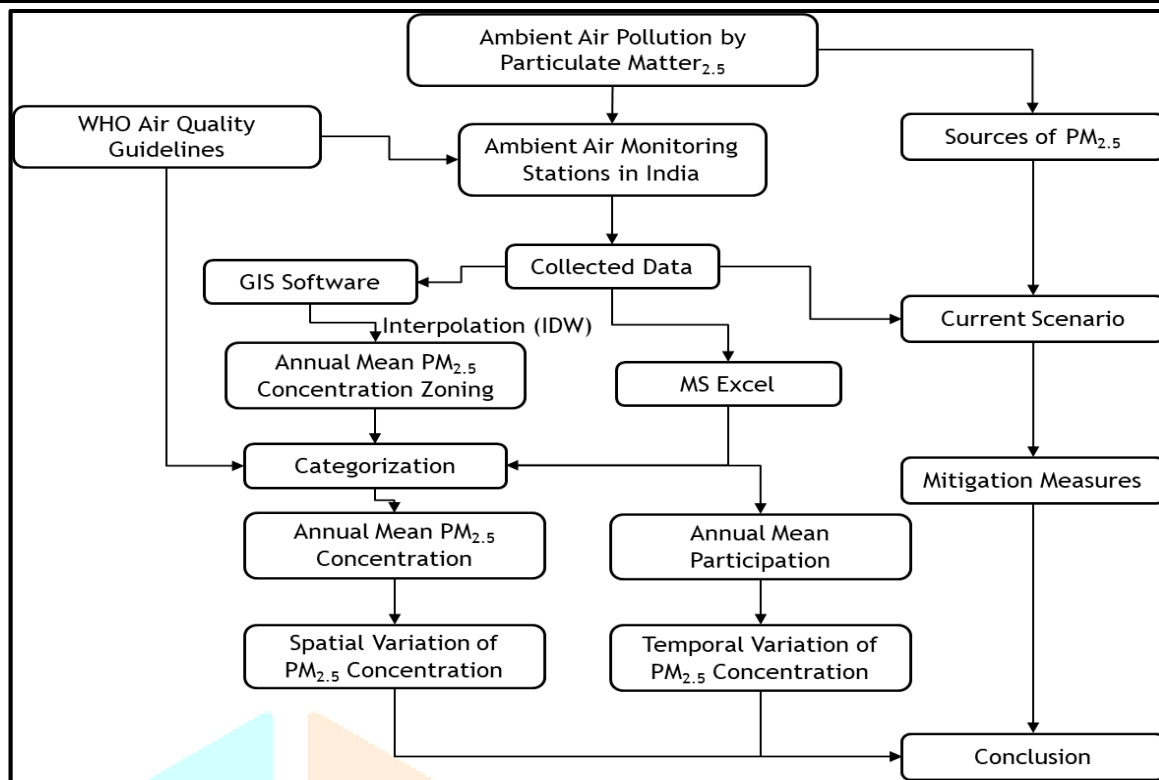 Ambient Air Pollution by
Particulate Matter₂.₅
WHO Air Quality
Guidelines
Ambient Air Monitoring
Stations in India
Sources of PM₂.₅
GIS Software
Collected Data
Interpolation (IDW)
Current Scenario
Annual Mean PM₂.₅
Concentration Zoning
MS Excel
Categorization
Mitigation Measures
Annual Mean PM₂.₅
Concentration
Annual Mean
Participation
Spatial Variation of
PM₂.₅ Concentration
Temporal Variation of
PM₂.₅ Concentration
Conclusion